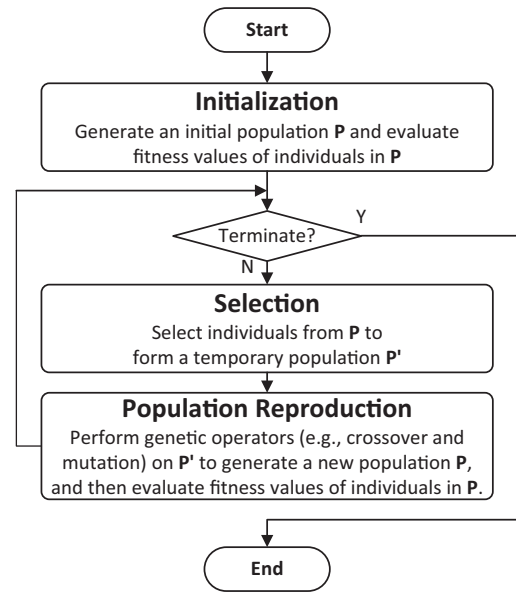 Start
Initialization
Generate an initial population P and evaluate
fitness values of individuals in P
Terminate?
Y
N
Selection
Select individuals from P to
form a temporary population P'
Population Reproduction
Perform genetic operators (e.g., crossover and
mutation) on P' to generate a new population P,
and then evaluate fitness values of individuals in P.
End